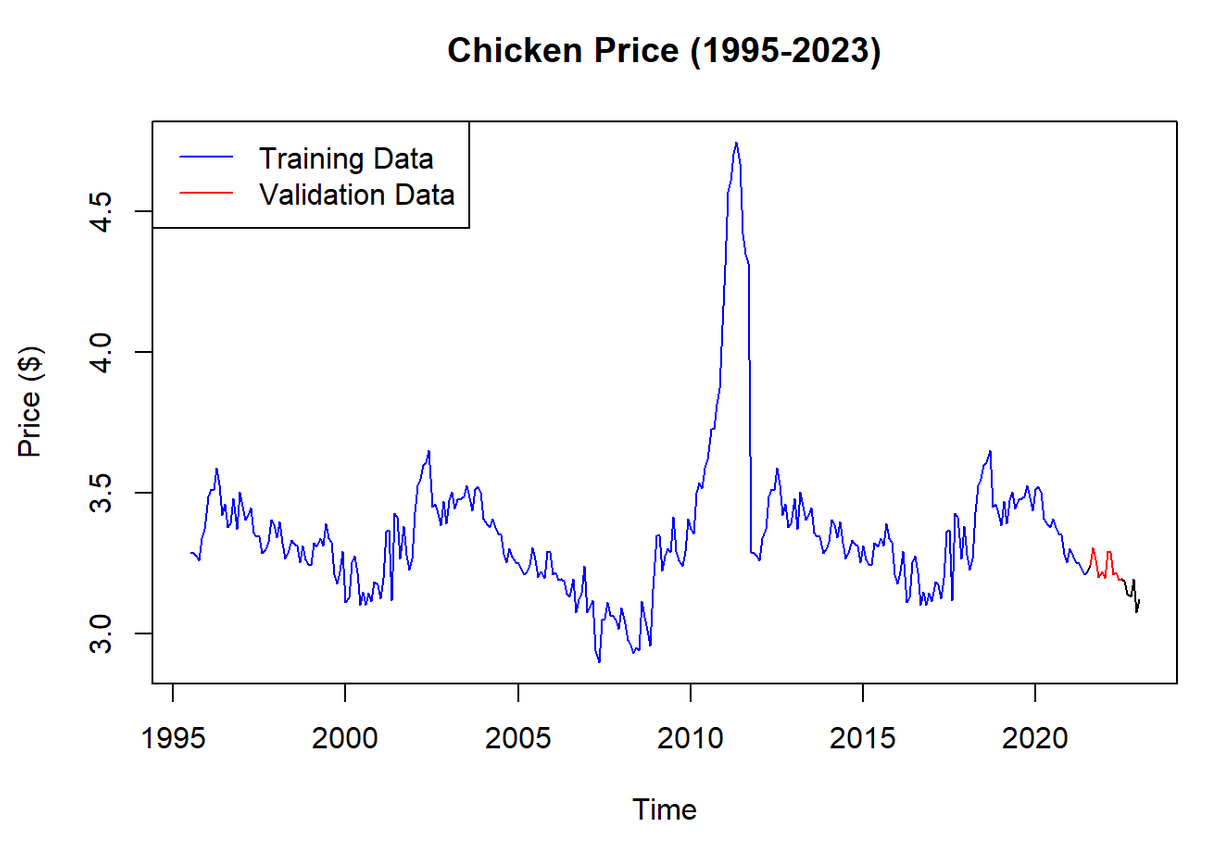 Chicken Price (1995-2023)
Training Data
Validation Data
Price ($)
4.5
4.0
3.5
3.0
1995 2000 2005 2010 2015 2020
Time